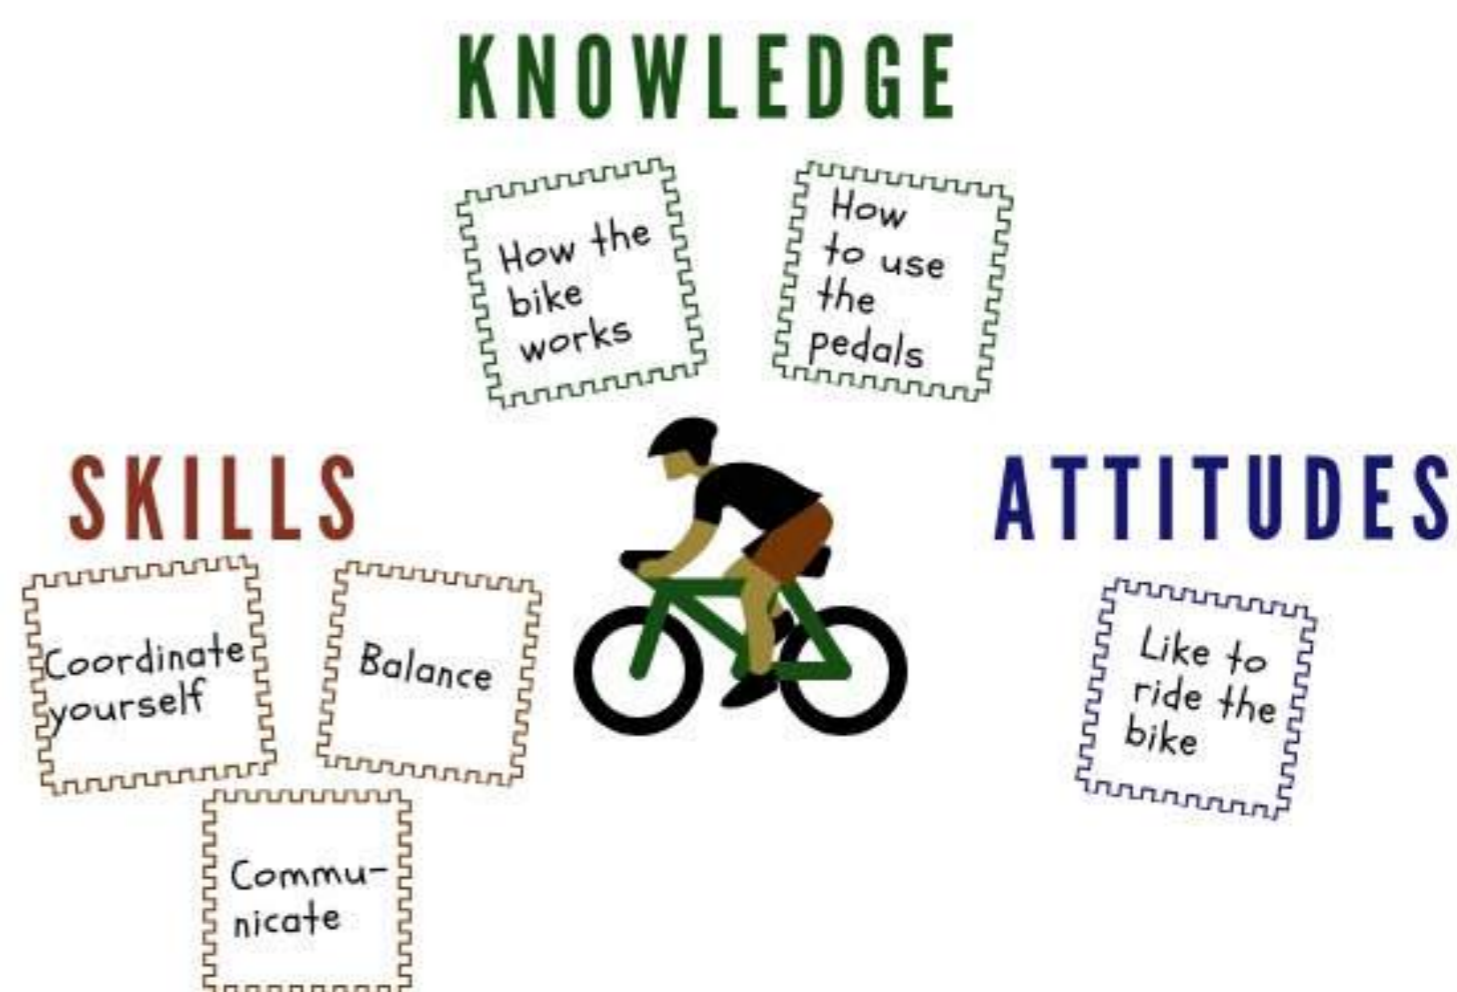 KNOWLEDGE
How the
bike
works
How
to use
the
pedals
SKILLS
Coordinate
yourself
Balance
Commu-
nicate
ATTITUDES
Like to
ride the
bike